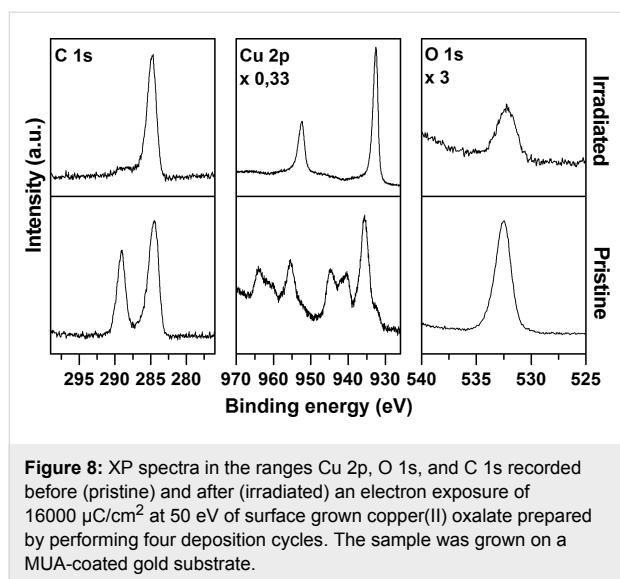 C 1s
Cu 2p
x 0,33
O 1s
x 3
Irradiated
Pristine
Intensity (a.u.)
295 290 285 280
970 960 950 940 930
540 535 530 525
Binding energy (eV)
Figure 8: XP spectra in the ranges Cu 2p, O 1s, and C 1s recorded
before (pristine) and after (irradiated) an electron exposure of
16000 µC/cm² at 50 eV of surface grown copper(II) oxalate prepared
by performing four deposition cycles. The sample was grown on a
MUA-coated gold substrate.